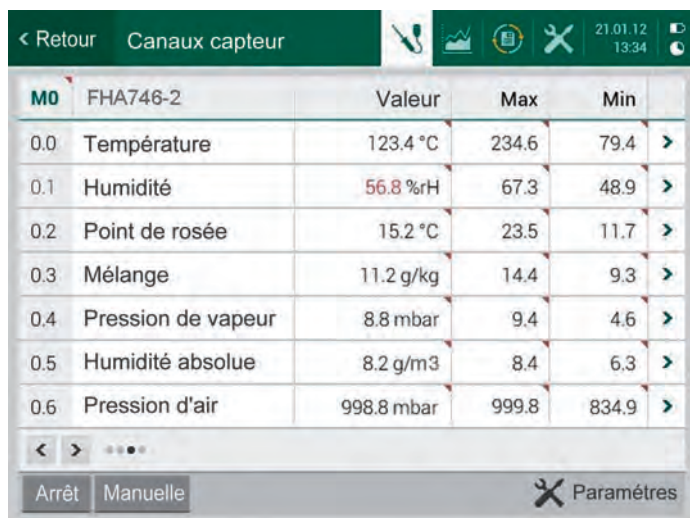 < Retour Canaux capteur 21.01.12
13:34
M0 FHA746-2 Valeur Max Min
0.0 Température 123.4 °C 234.6 79.4 >
0.1 Humidité 56.8 %rH 67.3 48.9 >
0.2 Point de rosée 15.2 °C 23.5 11.7 >
0.3 Mélange 11.2 g/kg 14.4 9.3 >
0.4 Pression de vapeur 8.8 mbar 9.4 4.6 >
0.5 Humidité absolue 8.2 g/m3 8.4 6.3 >
0.6 Pression d'air 998.8 mbar 999.8 834.9 >
< >
Arrêt Manuelle Paramétres